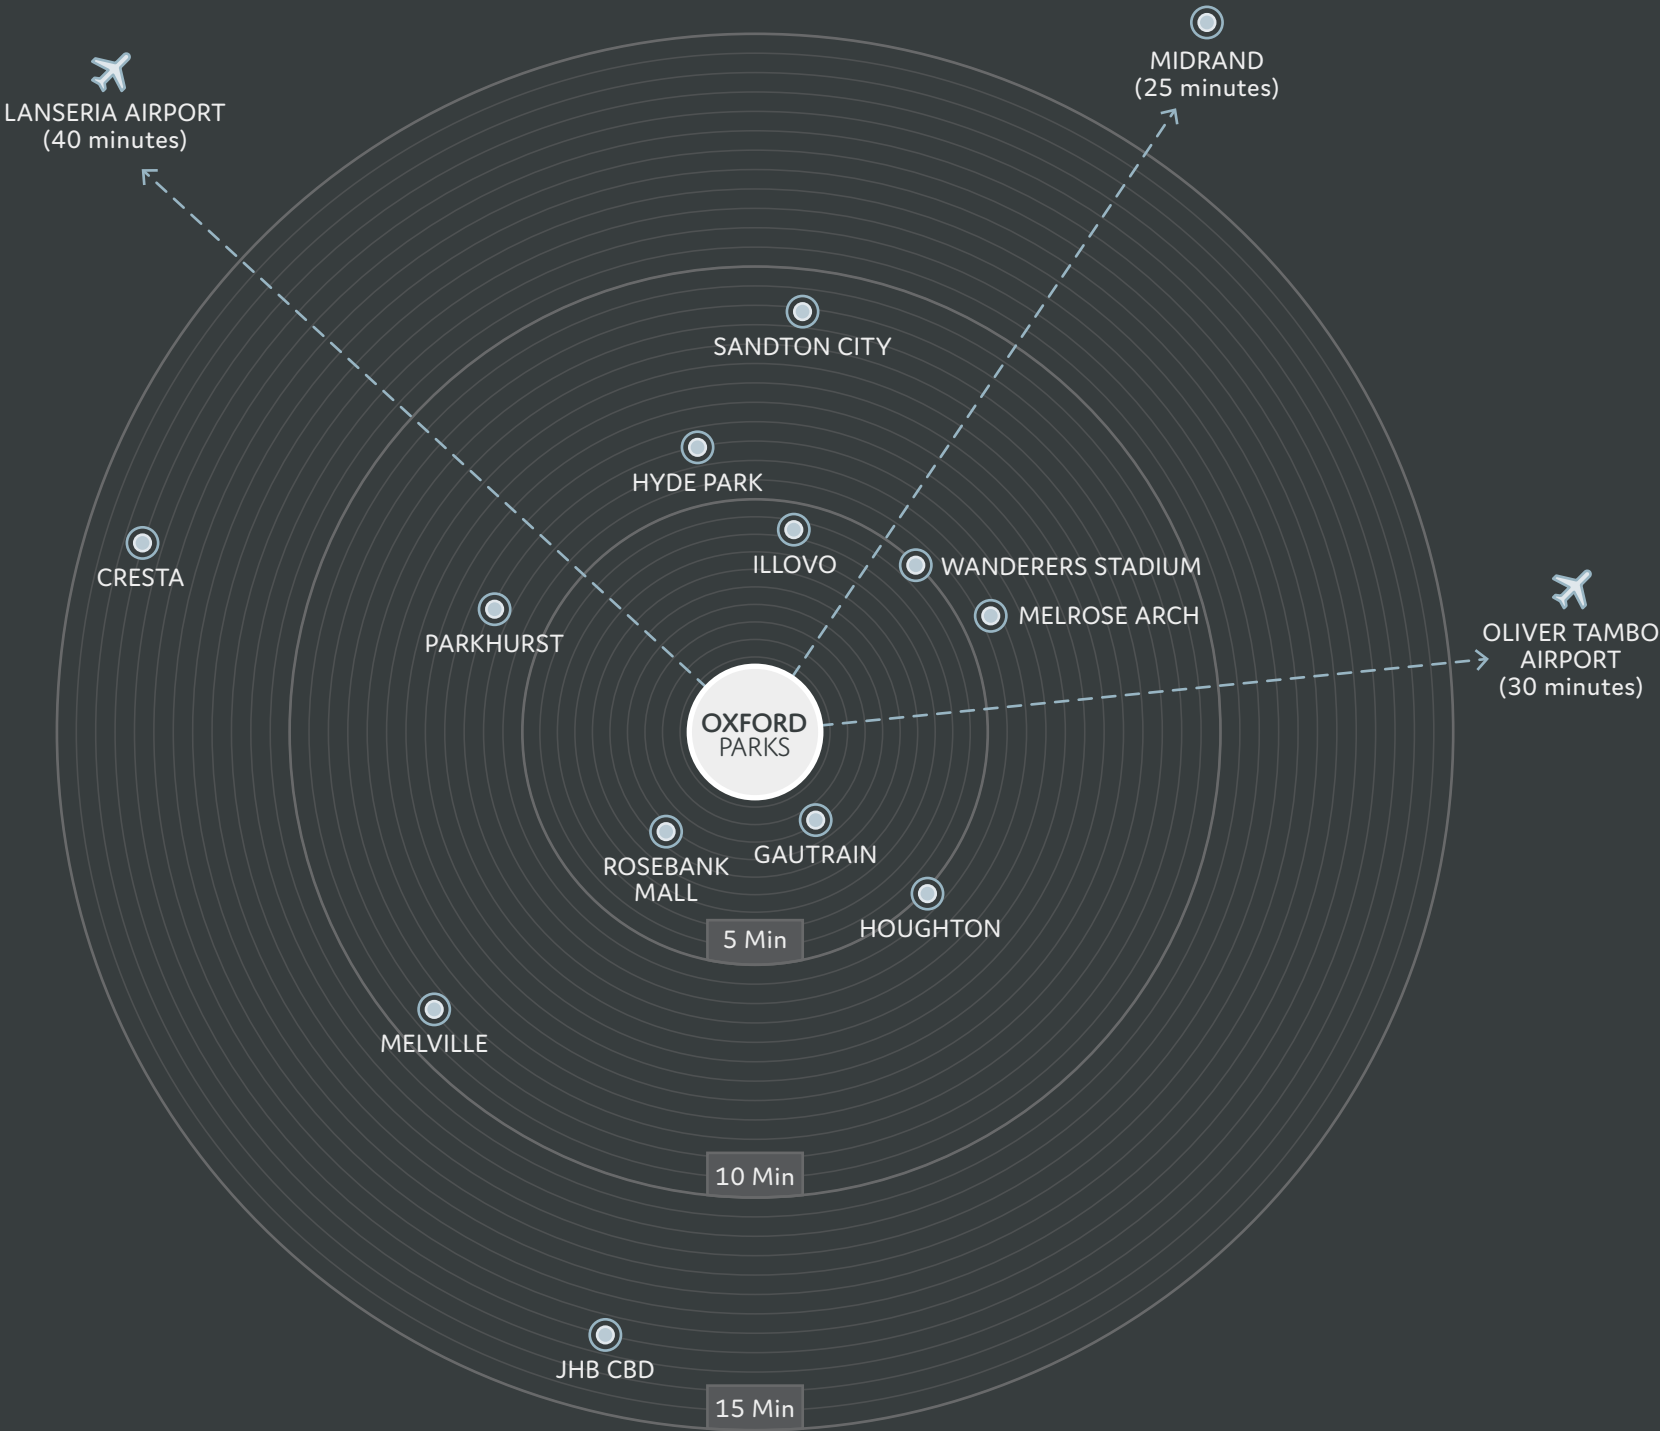 MIDRAND
(25 minutes)
LANSERIA AIRPORT
(40 minutes)
SANDTON CITY
HYDE PARK
ILLOVO
WANDERERS STADIUM
CRESTA
MELROSE ARCH
PARKHURST
OLIVER TAMBO
AIRPORT
(30 minutes)
OXFORD
PARKS
GAUTRAIN
ROSEBANK
MALL
HOUGHTON
5 Min
MELVILLE
10 Min
JHB CBD
15 Min